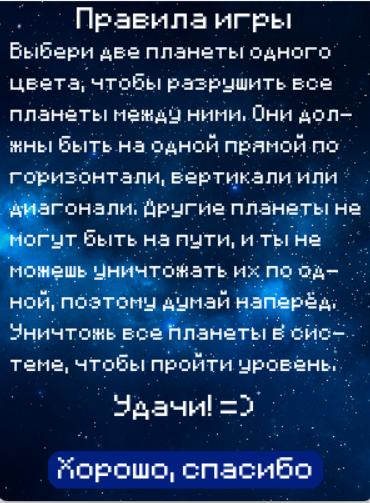 Правила игры
Выбери две планеты одного
цвета, чтобы разрушить все
планеты между ними. Они дол-
жны быть на одной прямой по
горизонтали, вертикали или
диагонали. Другие планеты не
могут быть на пути, и ты не
можешь уничтожать их по од-
ной, поэтому думай наперёд.
Уничтожь все планеты в сис-
теме, чтобы пройти уровень.
Удачи! =)
Хорошо, спасибо